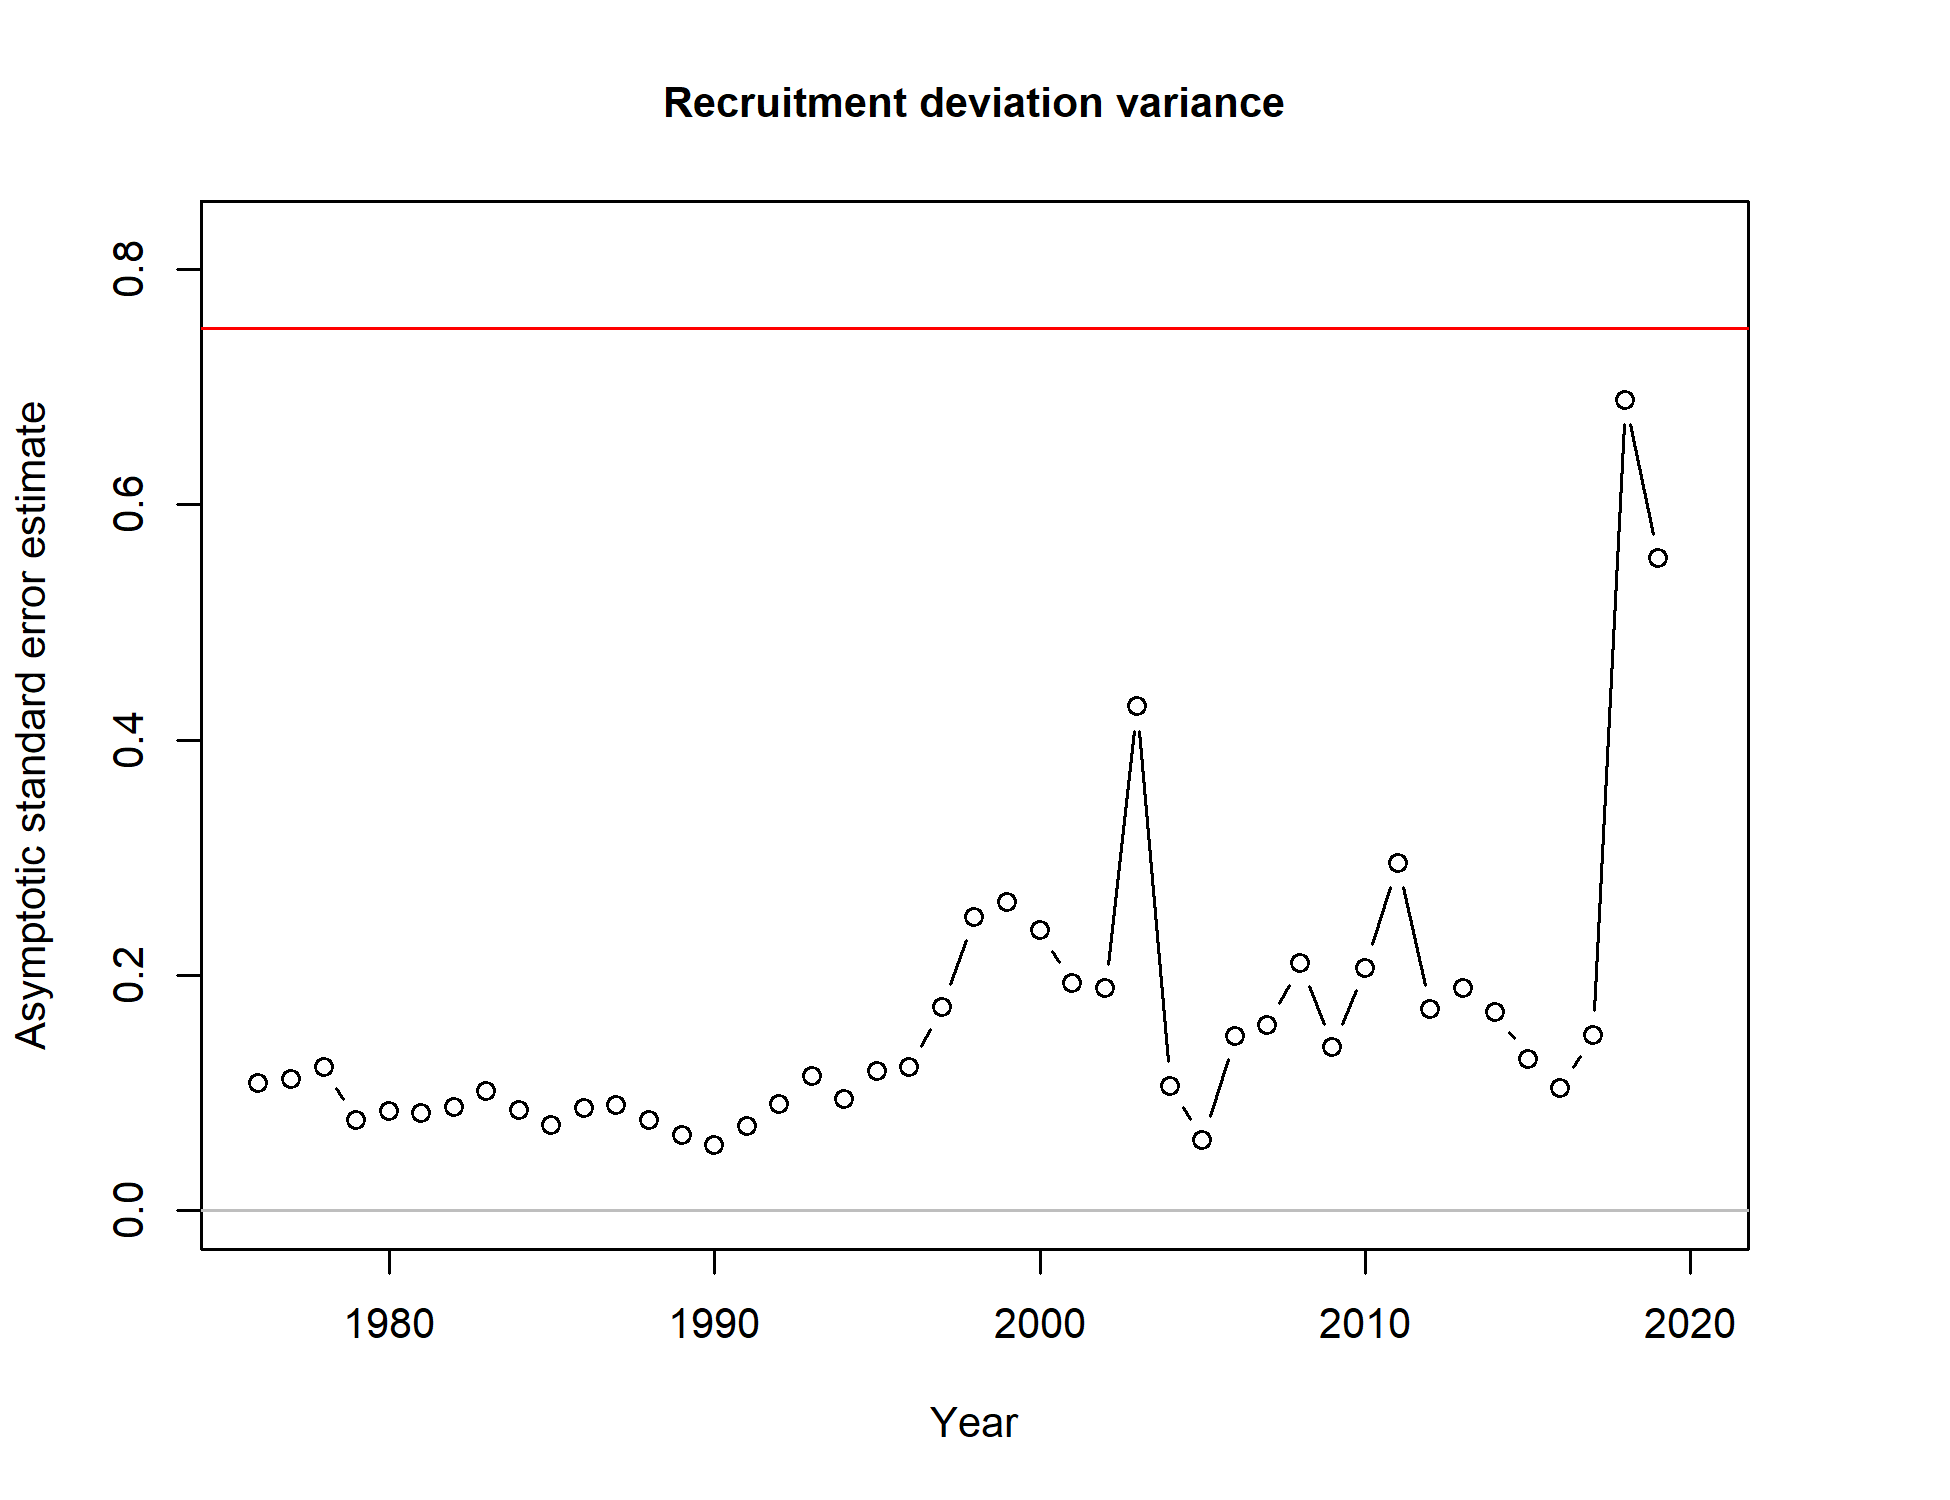 Recruitment deviation variance
Asymptotic standard error estimate
0.8
0.6
0.4
0.2
0.0
1980 1990 2000 2010 2020
Year